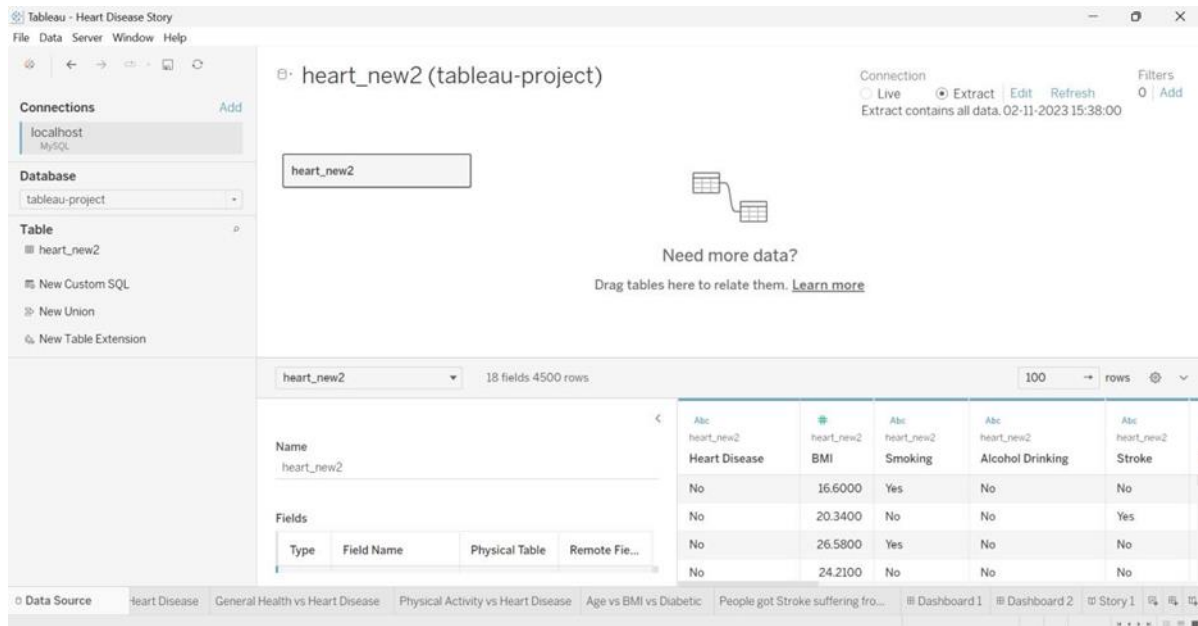 Tableau - Heart Disease Story
File Data Server Window Help
Connections Add
localhost
MySQL
Database
tableau-project
Table
heart_new2
New Custom SQL
New Union
New Table Extension
heart_new2 (tableau-project)
Connection
Live Extract Edit Refresh
Extract contains all data. 02-11-2023 15:38:00
Filters
0 Add
heart_new2
Need more data?
Drag tables here to relate them. Learn more
heart_new2 18 fields 4500 rows 100 rows
Name
heart_new2
Fields
Type Field Name Physical Table Remote Fie...
Abc # Abc Abc Abc
heart_new2 heart_new2 heart_new2 heart_new2 heart_new2
Heart Disease BMI Smoking Alcohol Drinking Stroke
No 16.6000 Yes No No
No 20.3400 No No Yes
No 26.5800 Yes No No
No 24.2100 No No No
Data Source Heart Disease General Health vs Heart Disease Physical Activity vs Heart Disease Age vs BMI vs Diabetic People got Stroke suffering fro... Dashboard 1 Dashboard 2 Story 1